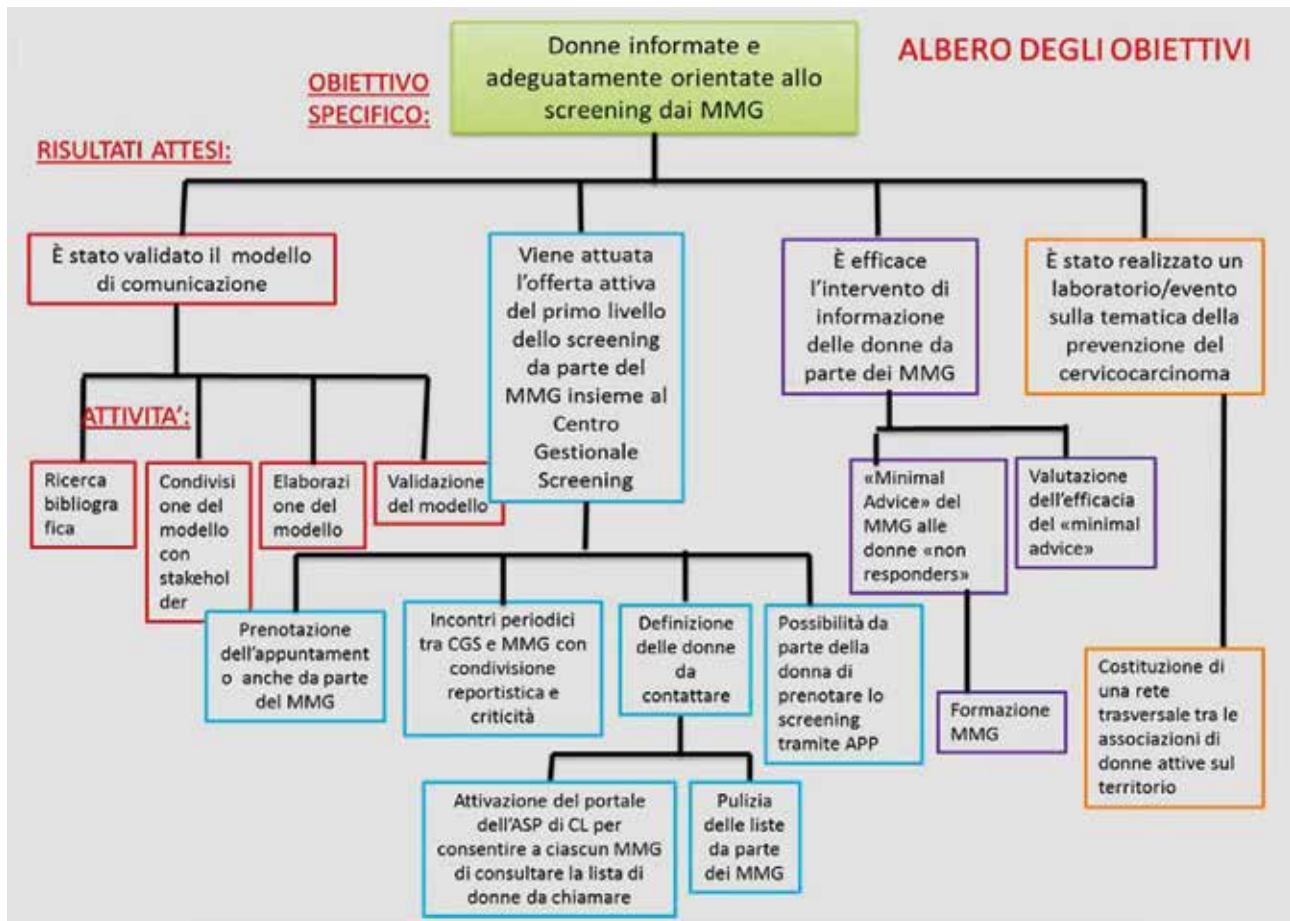 ALBERO DEGLI OBIETTIVI
OBIETTIVO
SPECIFICO:
Donne informate e
adeguatamente orientate allo
screening dai MMG
RISULTATI ATTESI:
È stato validato il modello
di comunicazione
Viene attuata
l'offerta attiva
del primo livello
dello screening
da parte del
MMG insieme al
Centro
Gestionale
Screening
È efficace
l'intervento di
informazione
delle donne da
parte dei MMG
È stato realizzato un
laboratorio/evento
sulla tematica della
prevenzione del
cervicocarcinoma
ATTIVITA':
Ricerca
bibliogra
fica
Condivisi
one del
modello
con
stakehol
der
Elaborazi
one del
modello
Validazione
del modello
«Minimal
Advice» del
MMG alle
donne «non
responders»
Valutazione
dell'efficacia
del «minimal
advice»
Prenotazione
dell'appuntament
o anche da parte
del MMG
Incontri periodici
tra CGS e MMG con
condivisione
reportistica e
criticità
Definizione
delle donne
da
contattare
Possibilità da
parte della
donna di
prenotare lo
screening
tramite APP
Formazione
MMG
Costituzione di
una rete
trasversale tra le
associazioni di
donne attive sul
territorio
Attivazione del portale
dell'ASP di CL per
consentire a ciascun MMG
di consultare la lista di
donne da chiamare
Pulizia
delle liste
da parte
dei MMG